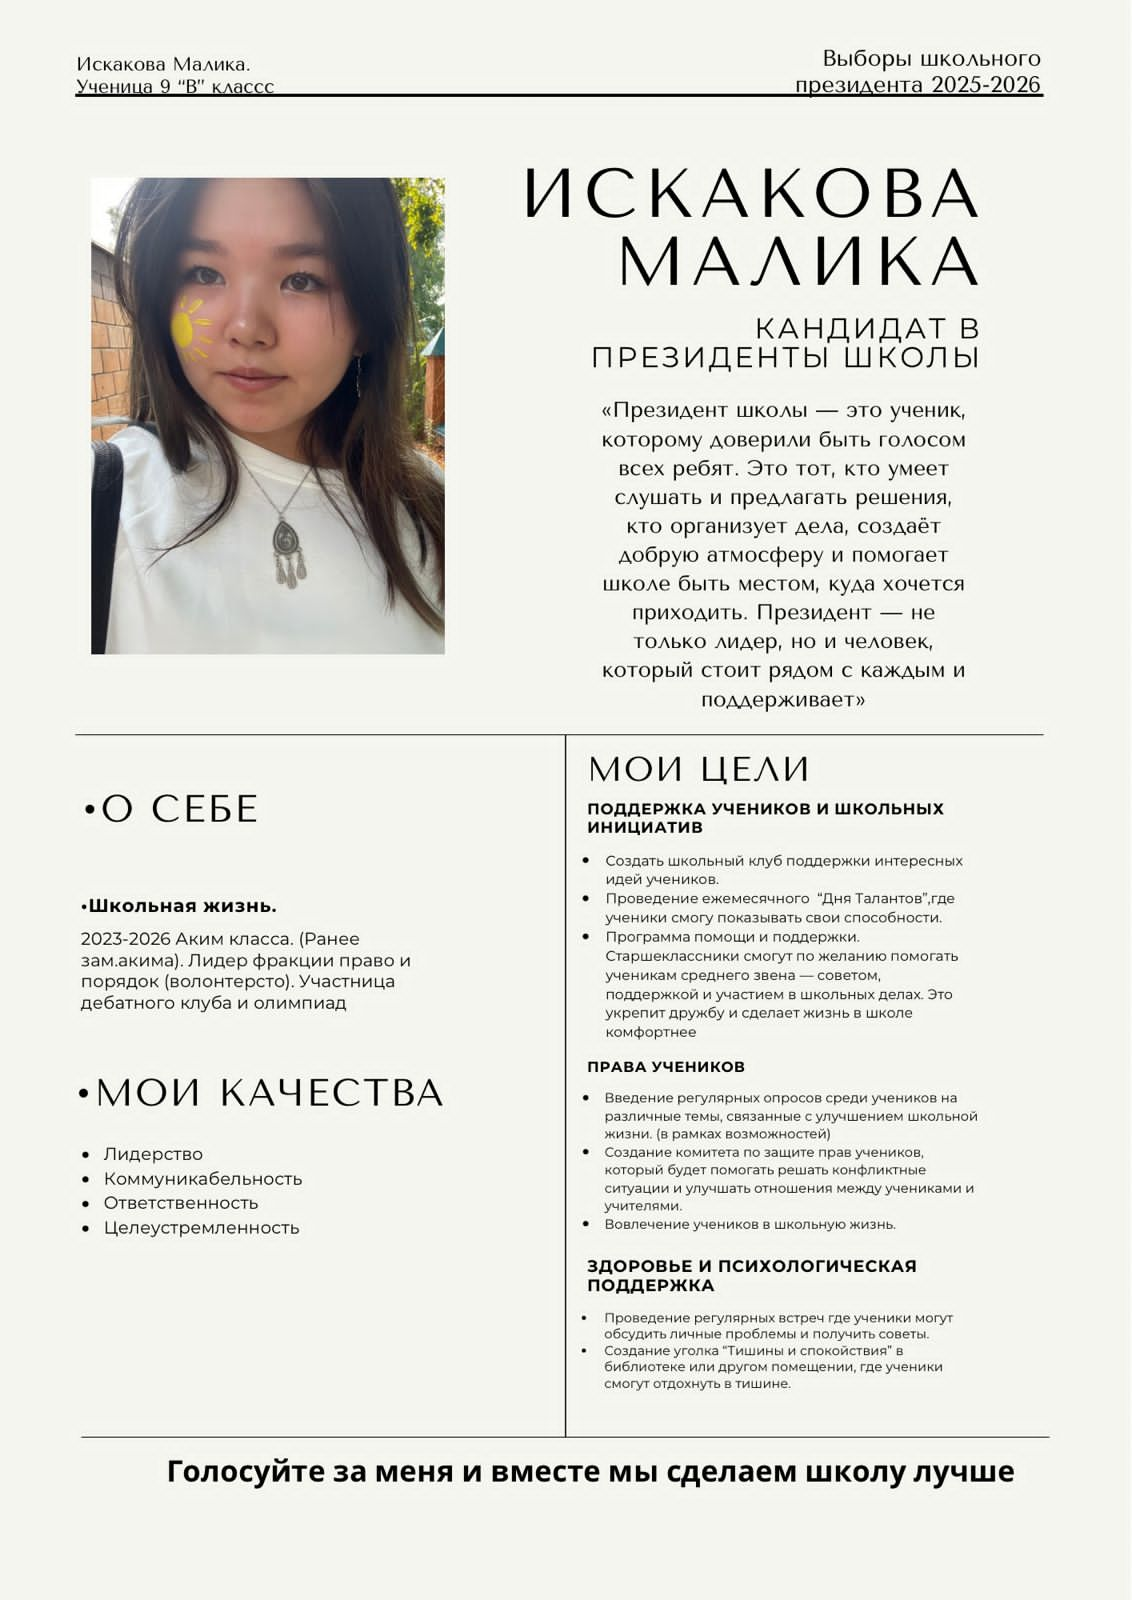 Искакова Малика.
Ученица 9 “В” классс
Выборы школьного
президента 2025-2026
ИСКАКОВА
МАЛИКА
КАНДИДАТ В
ПРЕЗИДЕНТЫ ШКОЛЫ
«Президент школы — это ученик,
которому доверили быть голосом
всех ребят. Это тот, кто умеет
слушать и предлагать решения,
кто организует дела, создаёт
добрую атмосферу и помогает
школе быть местом, куда хочется
приходить. Президент — не
только лидер, но и человек,
который стоит рядом с каждым и
поддерживает»
•О СЕБЕ
•Школьная жизнь.
2023-2026 Аким класса. (Ранее
зам.акима). Лидер фракции право и
порядок (волонтерсто). Участница
дебатного клуба и олимпиад
•МОИ КАЧЕСТВА
• Лидерство
• Коммуникабельность
• Ответственность
• Целеустремленность
МОИ ЦЕЛИ
ПОДДЕРЖКА УЧЕНИКОВ И ШКОЛЬНЫХ
ИНИЦИАТИВ
• Создать школьный клуб поддержки интересных
идей учеников.
• Проведение ежемесячного “Дня Талантов”,где
ученики смогу показывать свои способности.
• Программа помощи и поддержки.
Старшеклассники смогут по желанию помогать
ученикам среднего звена — советом,
поддержкой и участием в школьных делах. Это
укрепит дружбу и сделает жизнь в школе
комфортнее
ПРАВА УЧЕНИКОВ
• Введение регулярных опросов среди учеников на
различные темы, связанные с улучшением школьной
жизни. (в рамках возможностей)
• Создание комитета по защите прав учеников,
который будет помогать решать конфликтные
ситуации и улучшать отношения между учениками и
учителями.
• Вовлечение учеников в школьную жизнь.
ЗДОРОВЬЕ И ПСИХОЛОГИЧЕСКАЯ
ПОДДЕРЖКА
• Проведение регулярных встреч где ученики могут
обсудить личные проблемы и получить советы.
• Создание уголка “Тишины и спокойствия” в
библиотеке или другом помещении, где ученики
смогут отдохнуть в тишине.
Голосуйте за меня и вместе мы сделаем школу лучше